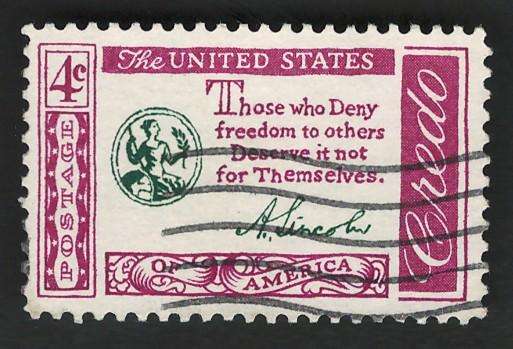 4c
The UNITED STATES
Those who Deny
freedom to others
Deserve it not
for Themselves.
A. Lincoln
OF AMERICA
POSTAGE
Credo